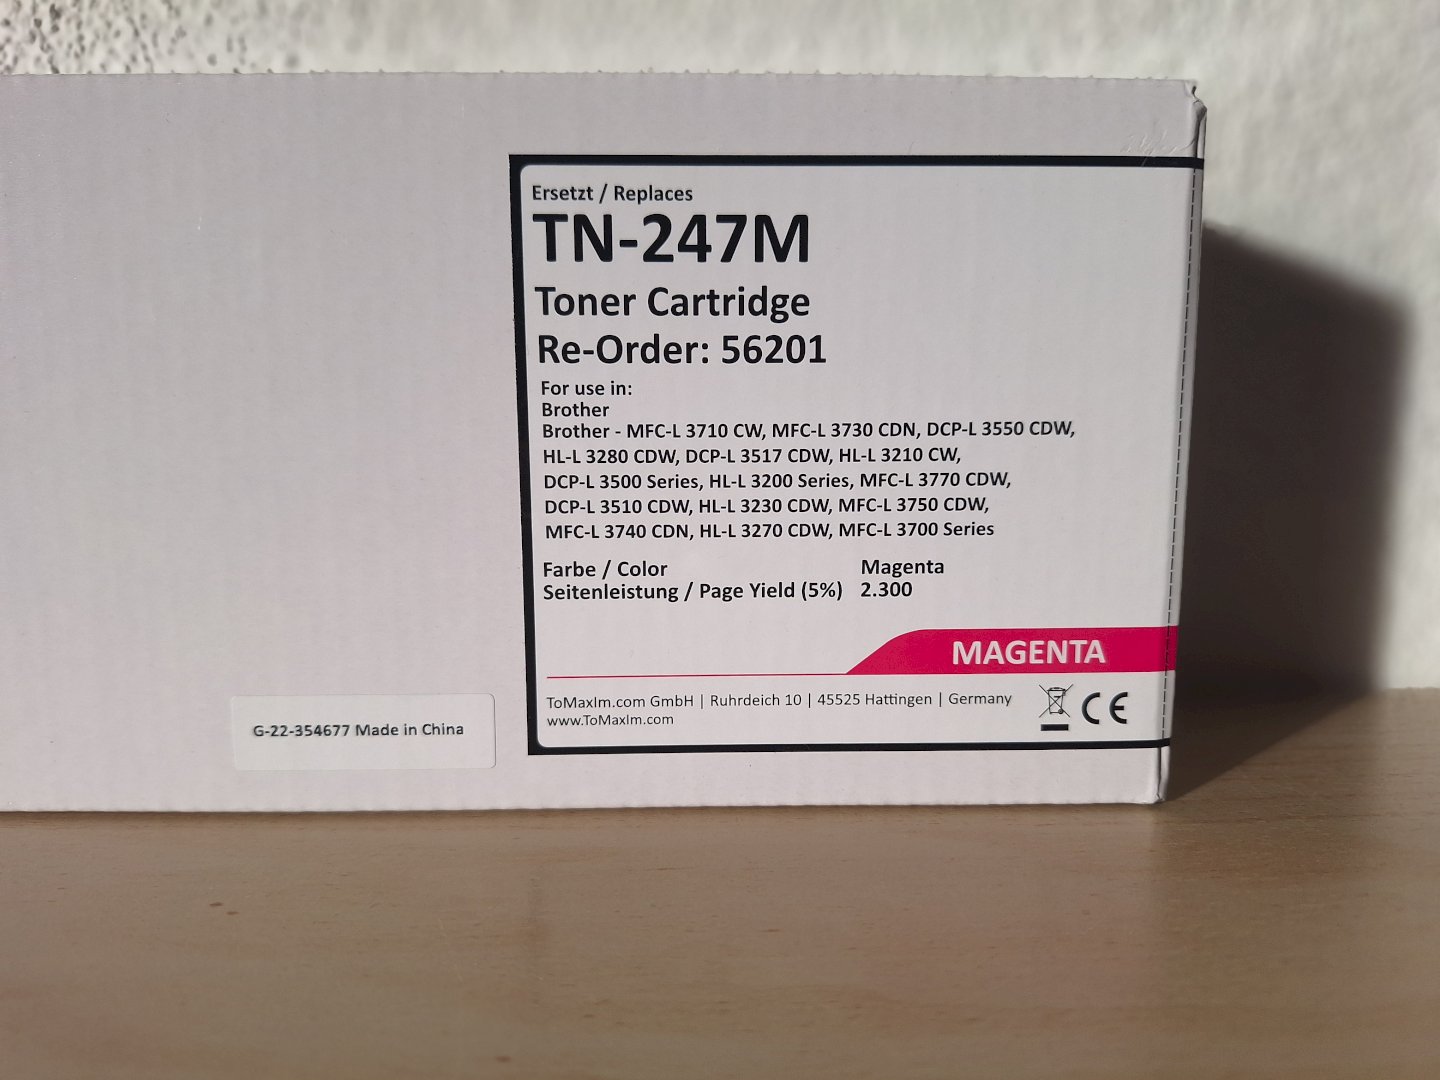 Ersetzt / Replaces
TN-247M
Toner Cartridge
Re-Order: 56201
For use in:
Brother
Brother - MFC-L 3710 CW, MFC-L 3730 CDN, DCP-L 3550 CDW,
HL-L 3280 CDW, DCP-L 3517 CDW, HL-L 3210 CW,
DCP-L 3500 Series, HL-L 3200 Series, MFC-L 3770 CDW,
DCP-L 3510 CDW, HL-L 3230 CDW, MFC-L 3750 CDW,
MFC-L 3740 CDN, HL-L 3270 CDW, MFC-L 3700 Series
Farbe / Color Magenta
Seitenleistung / Page Yield (5%) 2.300
MAGENTA
ToMaxIm.com GmbH | Ruhrdeich 10 | 45525 Hattingen | Germany
www.ToMaxIm.com
CE
G-22-354677 Made in China